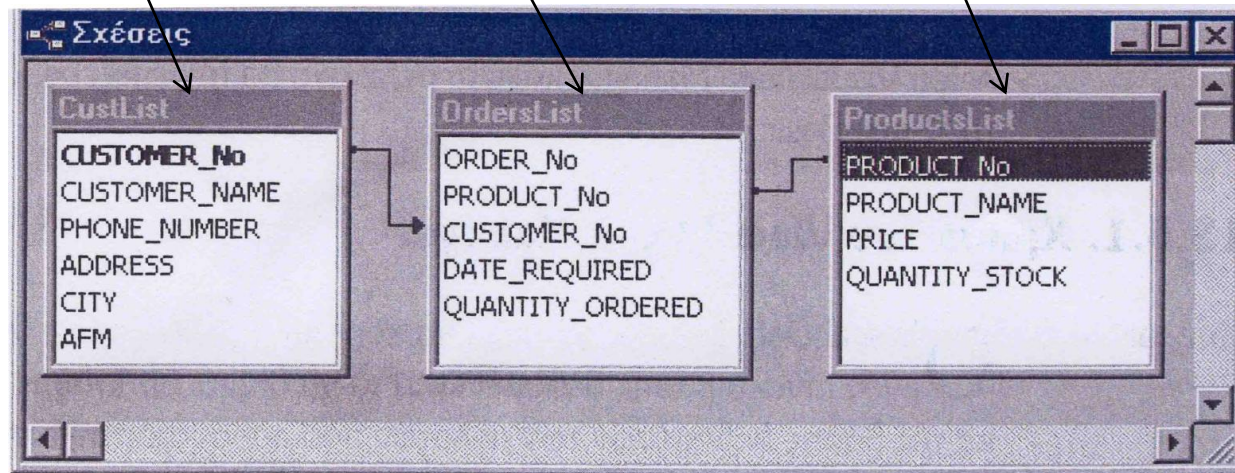 Σχέσεις
CustList
CUSTOMER_No
CUSTOMER_NAME
PHONE_NUMBER
ADDRESS
CITY
AFM
OrdersList
ORDER_No
PRODUCT_No
CUSTOMER_No
DATE_REQUIRED
QUANTITY_ORDERED
ProductsList
PRODUCT_No
PRODUCT_NAME
PRICE
QUANTITY_STOCK